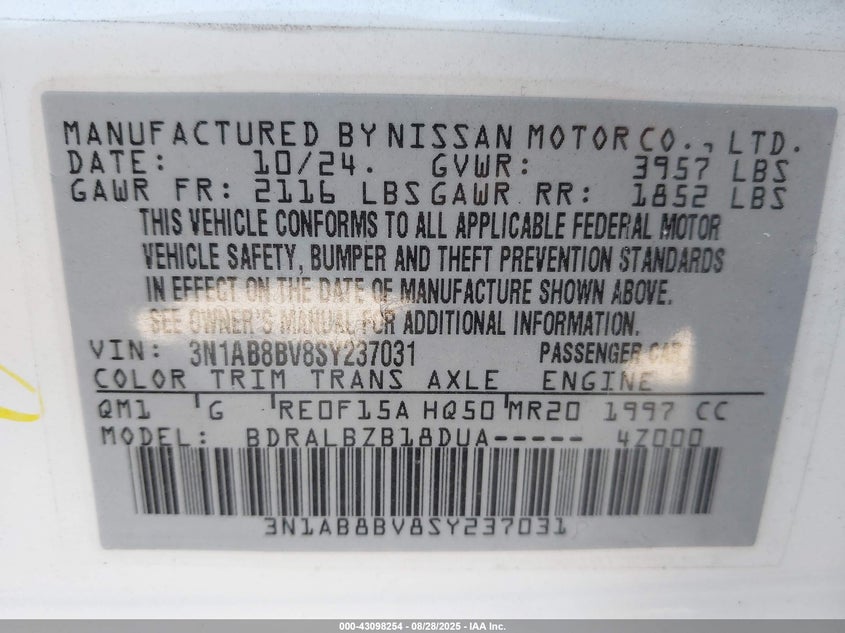 MANUFACTURED BY NISSAN MOTOR CO., LTD.
DATE: 10/24. GVWR: 3957 LBS
GAWR FR: 2116 LBS GAWR RR: 1852 LBS
THIS VEHICLE CONFORMS TO ALL APPLICABLE FEDERAL MOTOR
VEHICLE SAFETY, BUMPER AND THEFT PREVENTION STANDARDS
IN EFFECT ON THE DATE OF MANUFACTURE SHOWN ABOVE.
SEE OWNER'S MANUAL FOR ADDITIONAL INFORMATION.
VIN: 3N1AB8BV8SY237031 PASSENGER CAR
COLOR TRIM TRANS AXLE ENGINE
QM1 G RE0F15A HQ50 MR20 1997 CC
MODEL: BDRALBZB18DUA----- 4Z000
3N1AB8BV8SY237031
000-43098254 | 08/28/2025 - IAA Inc.